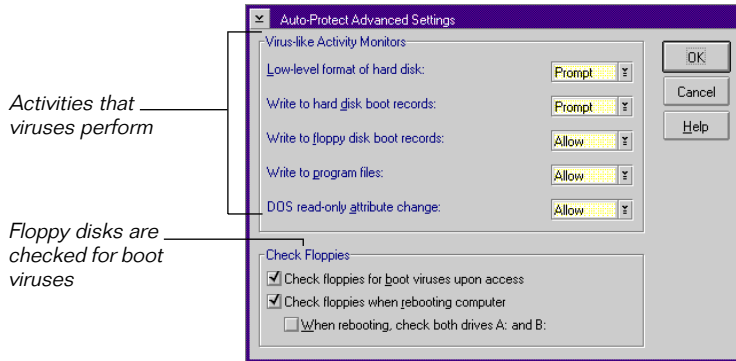 Auto-Protect Advanced Settings
Virus-like Activity Monitors
Low-level format of hard disk: Prompt
Write to hard disk boot records: Prompt
Write to floppy disk boot records: Allow
Write to program files: Allow
DOS read-only attribute change: Allow
OK
Cancel
Help
Activities that
viruses perform
Floppy disks are
checked for boot
viruses
Check Floppies
Check floppies for boot viruses upon access
Check floppies when rebooting computer
When rebooting, check both drives A: and B: